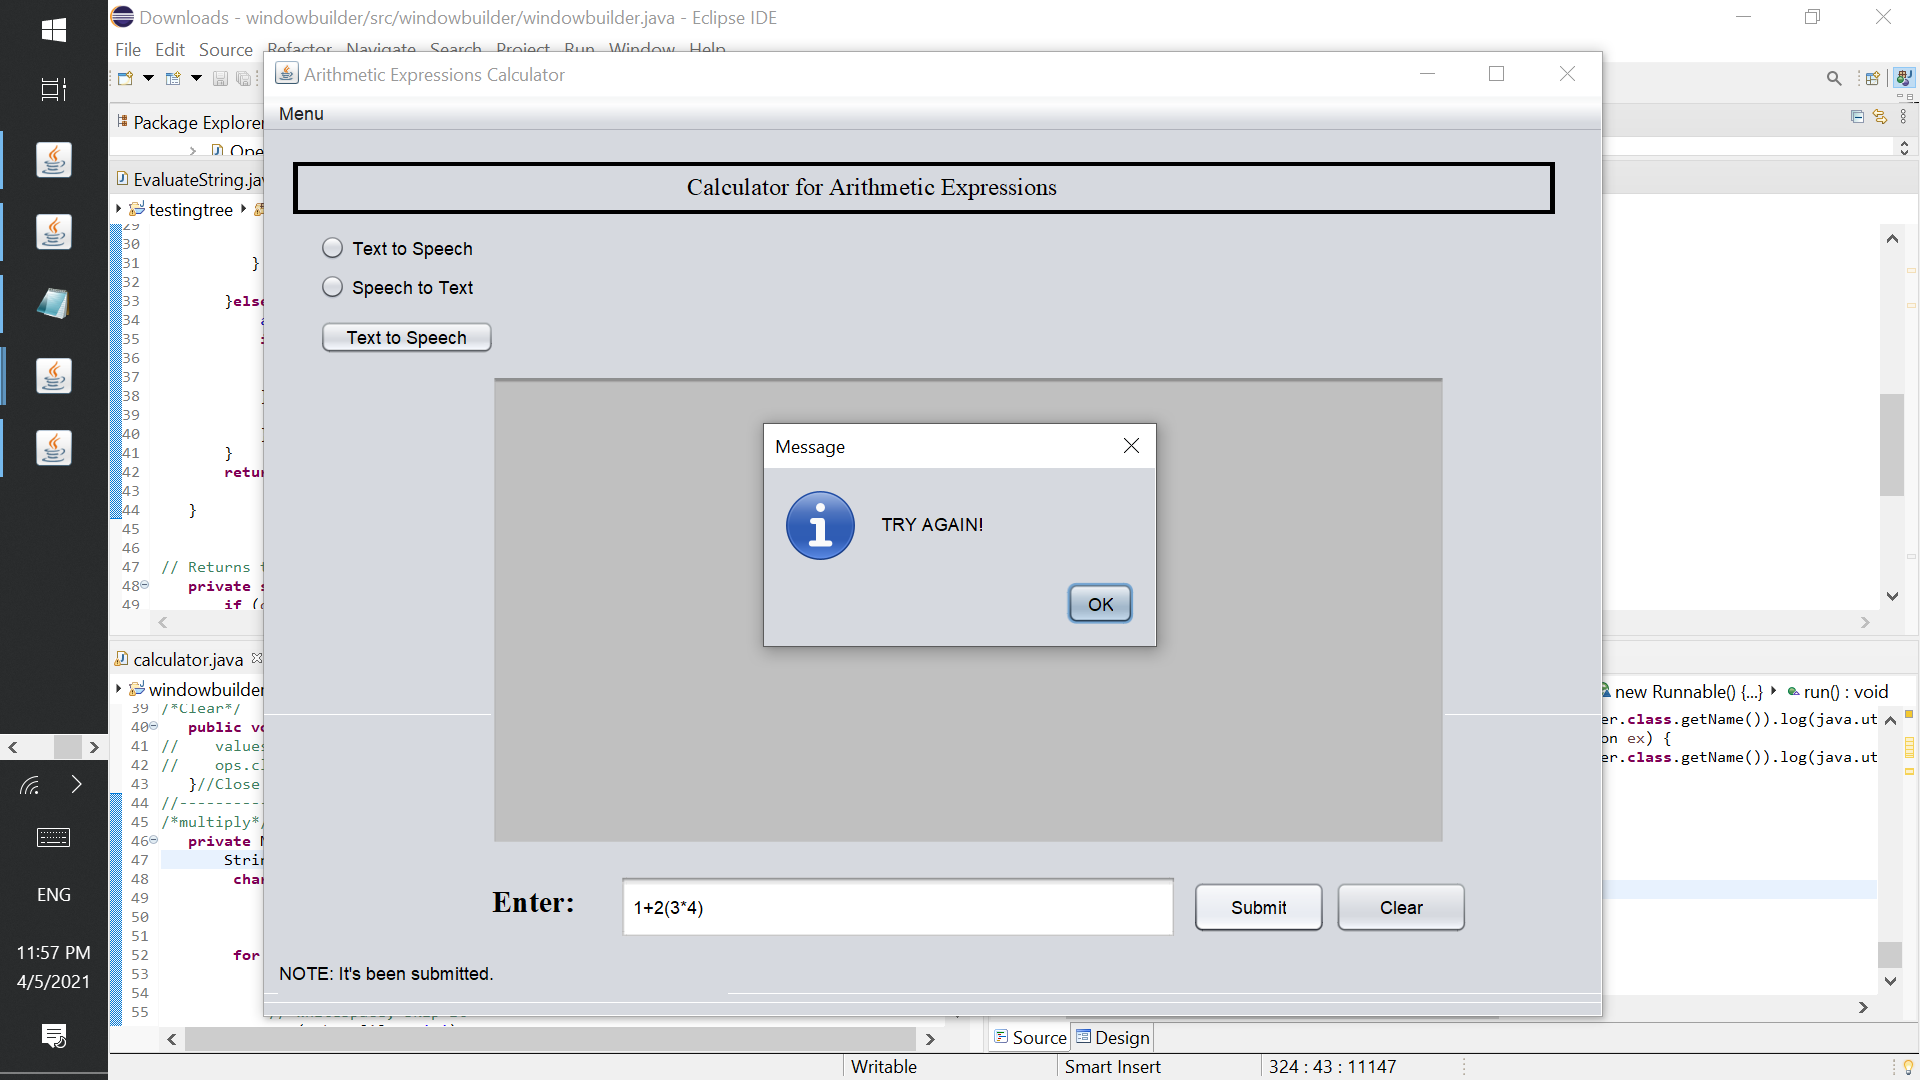 Downloads - windowbuilder/src/windowbuilder/windowbuilder.java - Eclipse IDE
File Edit Source Refactor Navigate Search Project Run Window Help
Arithmetic Expressions Calculator
Menu
Package Explorer
Calculator for Arithmetic Expressions
EvaluateString.jav
testingtree
Text to Speech
Speech to Text
Text to Speech
29
30
31 }
32
33 }else
34
35
36
37
38
39
40
41 }
42 retur
43
44 }
45
46
47 // Returns
48 private s
49 if (
Message
TRY AGAIN!
OK
calculator.java
windowbuilder
new Runnable() {...} run() : void
39 /*Clear*/
40 public vo
41 // values
42 // ops.cl
43 }//Close
44 //----------
45 /*multiply*/
46 private
47 Strin
48 char
49
50
51
52 for
53
54
55
er.class.getName()).log(java.ut
on ex) {
er.class.getName()).log(java.ut
Enter:
1+2(3*4)
Submit
Clear
NOTE: It's been submitted.
Source Design
Writable Smart Insert 324 : 43 : 11147
ENG
11:57 PM
4/5/2021